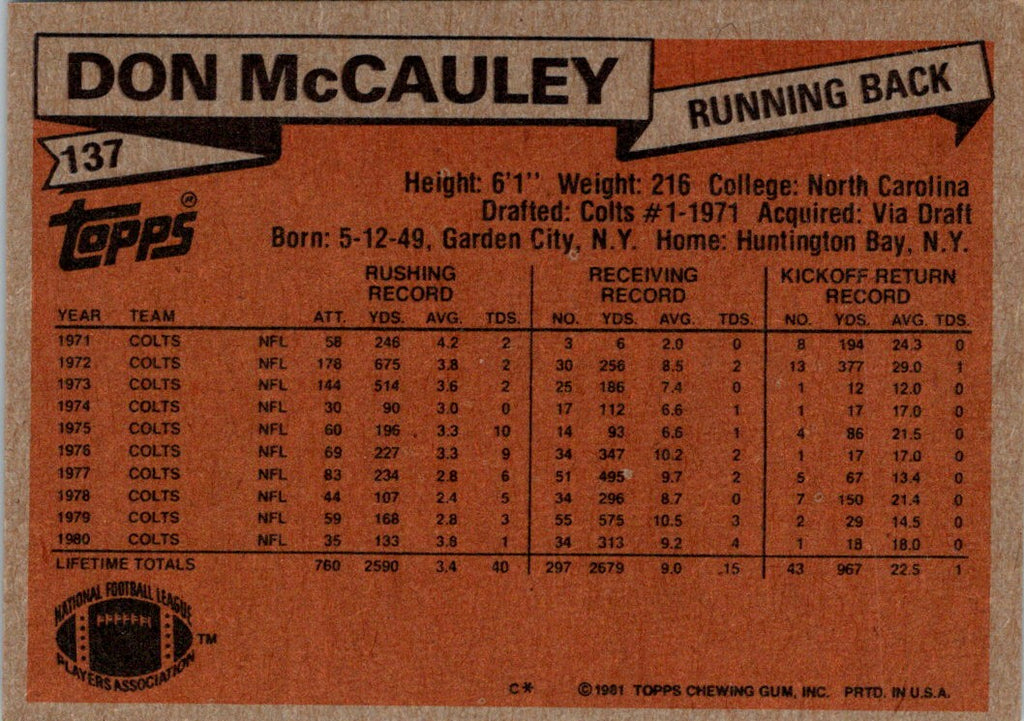 DON McCAULEY
RUNNING BACK
137
TOPPS®
Height: 6'1" Weight: 216 College: North Carolina
Drafted: Colts #1-1971 Acquired: Via Draft
Born: 5-12-49, Garden City, N.Y. Home: Huntington Bay, N.Y.
RUSHING RECEIVING KICKOFF RETURN
RECORD RECORD RECORD
YEAR TEAM ATT. YDS. AVG. TDS. NO. YDS. AVG. TDS. NO. YDS. AVG. TDS.
1971 COLTS NFL 58 246 4.2 2 3 6 2.0 0 8 194 24.3 0
1972 COLTS NFL 178 675 3.8 2 30 256 8.5 2 13 377 29.0 1
1973 COLTS NFL 144 514 3.6 2 25 186 7.4 0 1 12 12.0 0
1974 COLTS NFL 30 90 3.0 0 17 112 6.6 1 1 17 17.0 0
1975 COLTS NFL 60 196 3.3 10 14 93 6.6 1 4 86 21.5 0
1976 COLTS NFL 69 227 3.3 9 34 347 10.2 2 1 17 17.0 0
1977 COLTS NFL 83 234 2.8 6 51 495 9.7 2 5 67 13.4 0
1978 COLTS NFL 44 107 2.4 5 34 296 8.7 0 7 150 21.4 0
1979 COLTS NFL 59 168 2.8 3 55 575 10.5 3 2 29 14.5 0
1980 COLTS NFL 35 133 3.8 1 34 313 9.2 4 1 18 18.0 0
LIFETIME TOTALS 760 2590 3.4 40 297 2679 9.0 15 43 967 22.5 1
NATIONAL FOOTBALL LEAGUE
NFLPA
PLAYERS ASSOCIATION
TM
C* ©1981 TOPPS CHEWING GUM, INC. PRTD. IN U.S.A.